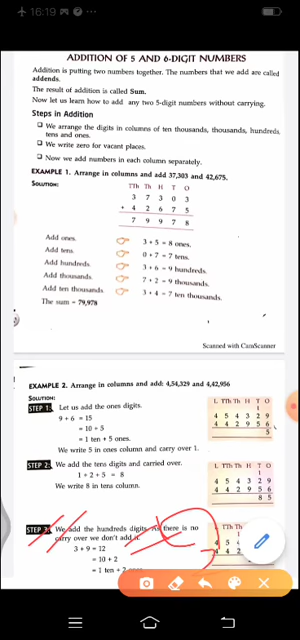 16:19
ADDITION OF 5 AND 6-DIGIT NUMBERS
Addition is putting two numbers together. The numbers that we add are called
addends.
The result of addition is called Sum.
Now let us learn how to add any two 5-digit numbers without carrying.
Steps in Addition
We arrange the digits in columns of ten thousands, thousands, hundreds,
tens and ones.
We write zero for vacant places.
Now we add numbers in each column separately.
EXAMPLE 1. Arrange in columns and add 37,303 and 42,675.
SOLUTION:
TTh Th H T O
3 7 3 0 3
+ 4 2 6 7 5
7 9 9 7 8
Add ones. 3 + 5 = 8 ones.
Add tens. 0 + 7 = 7 tens.
Add hundreds. 3 + 6 = 9 hundreds.
Add thousands. 7 + 2 = 9 thousands.
Add ten thousands. 3 + 4 = 7 ten thousands.
The sum = 79,978
Scanned with CamScanner
EXAMPLE 2. Arrange in columns and add: 4,54,329 and 4,42,956
SOLUTION:
STEP 1: Let us add the ones digits.
9 + 6 = 15
= 10 + 5
= 1 ten + 5 ones.
We write 5 in ones column and carry over 1.
L TTh Th H T O
1
4 5 4 3 2 9
4 4 2 9 5 6
5
STEP 2: We add the tens digits and carried over.
1 + 2 + 5 = 8
We write 8 in tens column.
L TTh Th H T O
1
4 5 4 3 2 9
4 4 2 9 5 6
8 5
STEP 3: We add the hundreds digits. As there is no
carry over we don't add it.
3 + 9 = 12
= 10 + 2
= 1 ten + 2
L TTh Th
1
4 5 4
4 4 2